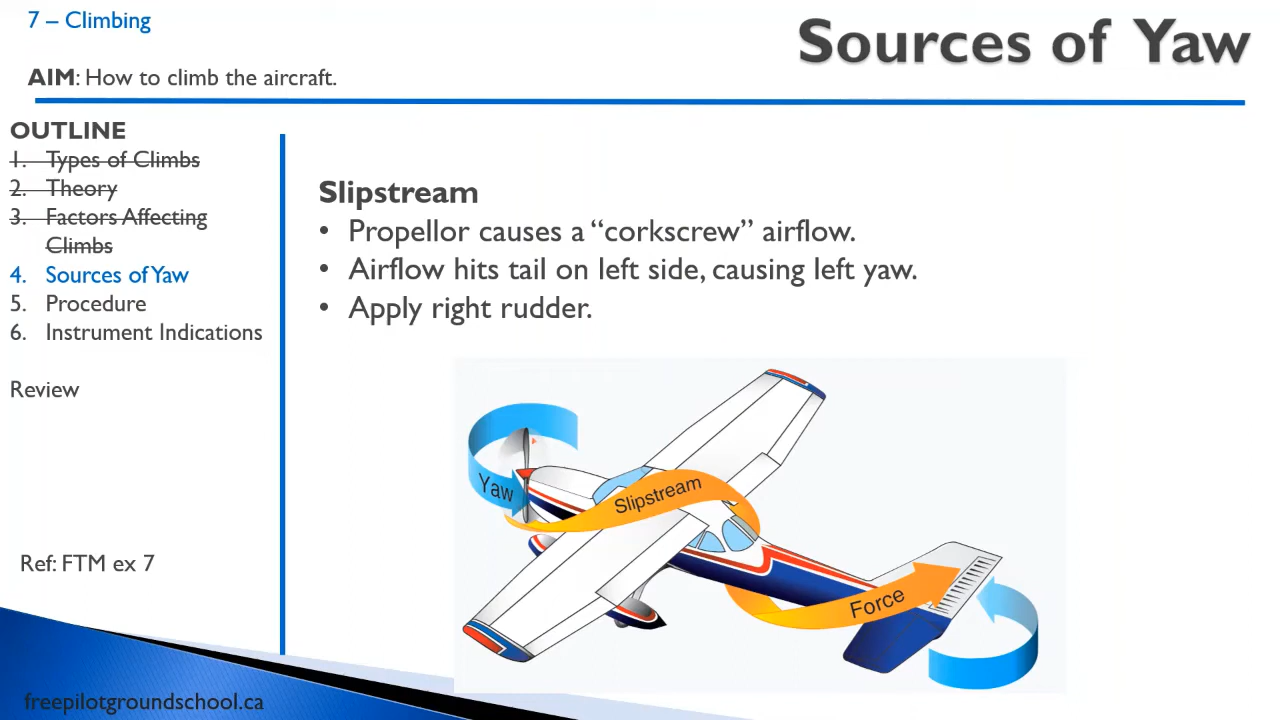 7 – Climbing
Sources of Yaw
AIM: How to climb the aircraft.
OUTLINE
1. Types of Climbs
2. Theory
3. Factors Affecting
Climbs
4. Sources of Yaw
5. Procedure
6. Instrument Indications
Review
Ref: FTM ex 7
freepilotgroundschool.ca
Slipstream
• Propellor causes a “corkscrew” airflow.
• Airflow hits tail on left side, causing left yaw.
• Apply right rudder.
Yaw
Slipstream
Force